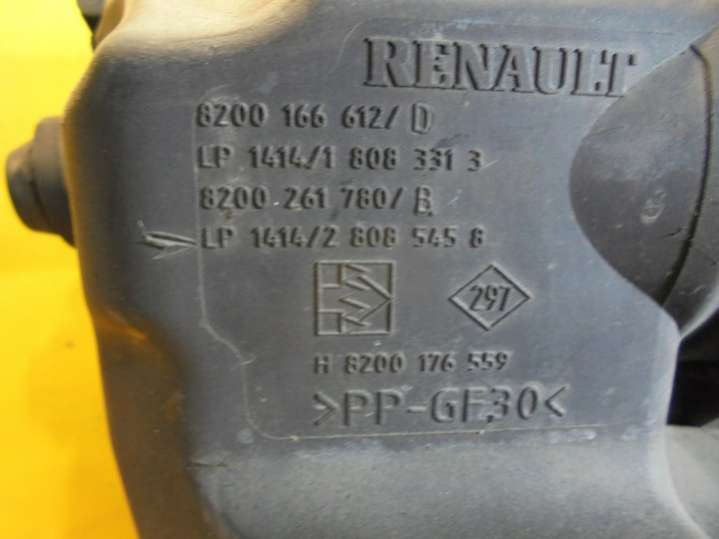 RENAULT
8200 166 612/ D
LP 1414/1 808 331 3
8200 261 780/ B
LP 1414/2 808 545 8
297
H 8200 176 559
>PP-GF30<